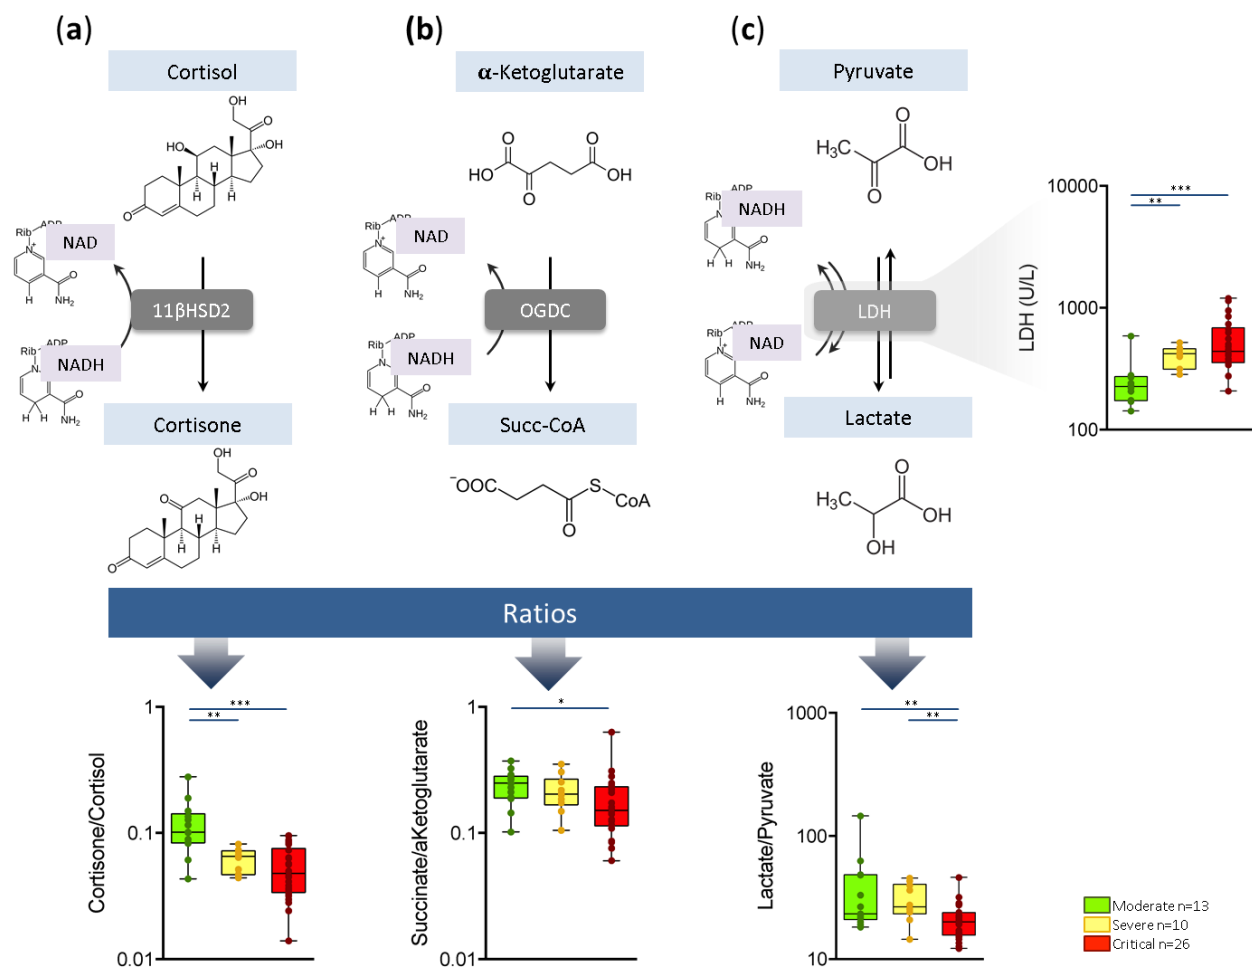 (a)
(b)
(c)
Cortisol
α-Ketoglutarate
Pyruvate
OH
O
OH
HO
H
H
H
O
O
O
HO
OH
O
O
H₃C
OH
O
Rib
ADP
NAD
N⁺
O
NH₂
H
11βHSD2
Rib
ADP
NADH
O
H H
NH₂
Rib
ADP
NAD
N⁺
O
NH₂
H
OGDC
Rib
ADP
NADH
O
H H
NH₂
Rib
ADP
NADH
O
H H
NH₂
LDH
Rib
ADP
NAD
N⁺
O
H
NH₂
LDH (U/L)
10000
1000
100
***
**
Cortisone
Succ-CoA
Lactate
OH
O
OH
O
H
H
H
O
⁻OOC
S
CoA
O
O
H₃C
OH
OH
Ratios
Cortisone/Cortisol
1
0.1
0.01
***
**
Succinate/aKetoglutarate
1
0.1
0.01
*
Lactate/Pyruvate
1000
100
10
**
**
Moderate n=13
Severe n=10
Critical n=26